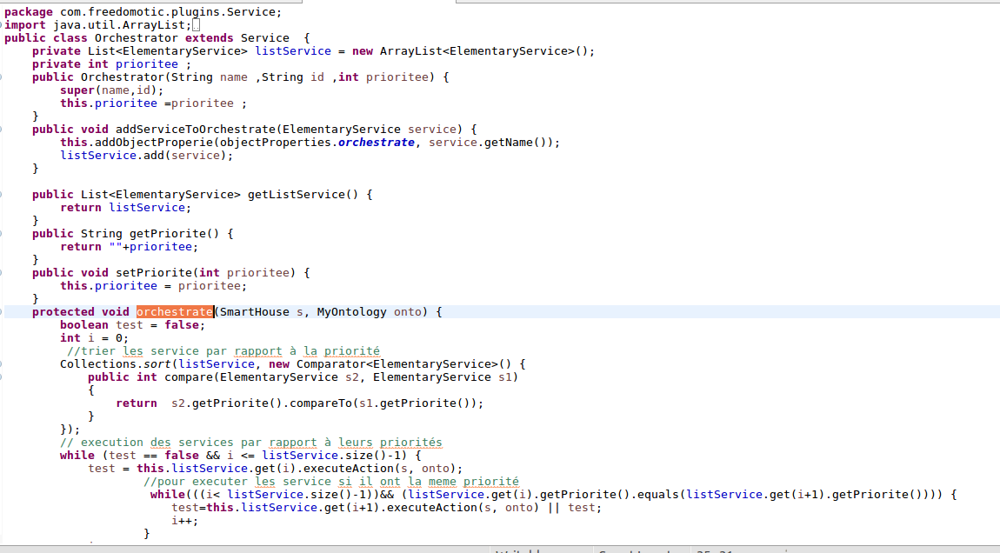 package com.freedomotic.plugins.Service;
import java.util.ArrayList;
public class Orchestrator extends Service  {
    private List<ElementaryService> listService = new ArrayList<ElementaryService>();
    private int prioritee ;
    public Orchestrator(String name ,String id ,int prioritee) {
        super(name,id);
        this.prioritee =prioritee ;
    }
    public void addServiceToOrchestrate(ElementaryService service) {
        this.addObjectProperie(objectProperties.orchestrate, service.getName());
        listService.add(service);
    }
    public List<ElementaryService> getListService() {
        return listService;
    }
    public String getPriorite() {
        return ""+prioritee;
    }
    public void setPriorite(int prioritee) {
        this.prioritee = prioritee;
    }
    protected void orchestrate(SmartHouse s, MyOntology onto) {
        boolean test = false;
        int i = 0;
         //trier les service par rapport à la priorité
        Collections.sort(listService, new Comparator<ElementaryService>() {
            public int compare(ElementaryService s2, ElementaryService s1)
            {
                return  s2.getPriorite().compareTo(s1.getPriorite());
            }
        });
        // execution des services par rapport à leurs priorités
        while (test == false && i <= listService.size()-1) {
            test = this.listService.get(i).executeAction(s, onto);
                    //pour executer les service si il ont la meme priorité
                     while(((i< listService.size()-1))&& (listService.get(i).getPriorite().equals(listService.get(i+1).getPriorite()))) {
                        test=this.listService.get(i+1).executeAction(s, onto) || test;
                        i++;
                    }